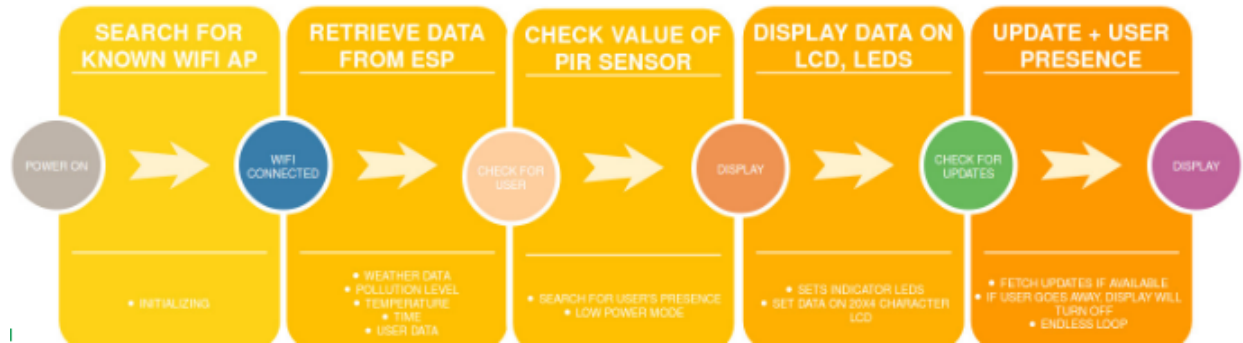 SEARCH FOR
KNOWN WIFI AP
RETRIEVE DATA
FROM ESP
CHECK VALUE OF
PIR SENSOR
DISPLAY DATA ON
LCD, LEDS
UPDATE + USER
PRESENCE
POWER ON
WIFI
CONNECTED
CHECK FOR
USER
DISPLAY
CHECK FOR
UPDATES
DISPLAY
• INITIALIZING
• WEATHER DATA
• POLLUTION LEVEL
• TEMPERATURE
• TIME
• USER DATA
• SEARCH FOR USER'S PRESENCE
• LOW POWER MODE
• SETS INDICATOR LEDS
• SET DATA ON 20X4 CHARACTER
LCD
• FETCH UPDATES IF AVAILABLE
• IF USER GOES AWAY, DISPLAY WILL
TURN OFF
• ENDLESS LOOP